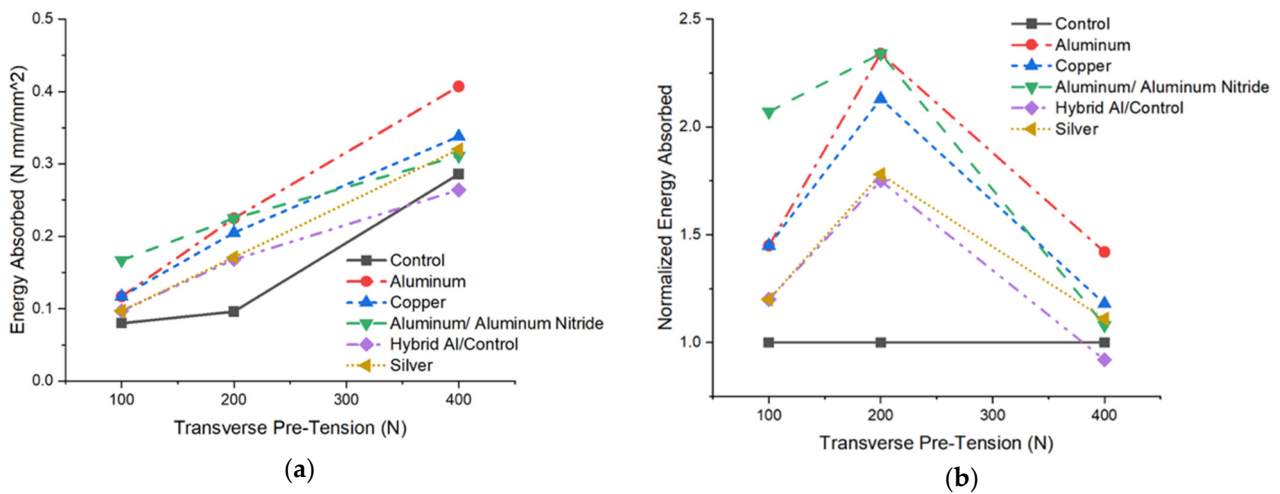 0.5
0.4
0.3
0.2
0.1
0.0
Energy Absorbed (N mm/mm^2)
Control
Aluminum
Copper
Aluminum/ Aluminum Nitride
Hybrid Al/Control
Silver
100
200
300
400
Transverse Pre-Tension (N)
(a)
2.5
2.0
1.5
1.0
Normalized Energy Absorbed
Control
Aluminum
Copper
Aluminum/ Aluminum Nitride
Hybrid Al/Control
Silver
100
200
300
400
Transverse Pre-Tension (N)
(b)